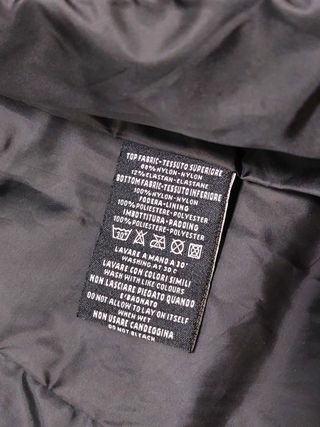 TOP FABRIC-TESSUTO SUPERIORE
88% NYLON-NYLON
12% ELASTAN-ELASTANE
BOTTOM FABRIC-TESSUTO INFERIORE
100% NYLON-NYLON
FODERA-LINING
100% POLIESTERE-POLYESTER
IMBOTTITURA-PADDING
100% POLIESTERE-POLYESTER
30°
LAVARE A MANO A 30°
WASHING AT 30 C
LAVARE CON COLORI SIMILI
WASH WITH LIKE COLOURS
NON LASCIARE PIEGATO QUANDO
E'BAGNATO
DO NOT ALLOW TO LAY ON ITSELF
WHEN WET
NON USARE CANDEGGINA
DO NOT BLEACH